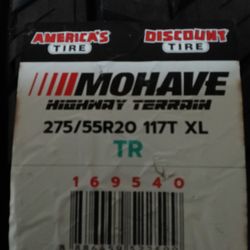 AMERICA'S
TIRE
DISCOUNT
TIRE
MOHAVE
HIGHWAY TERRAIN
275/55R20 117T XL
TR
169540